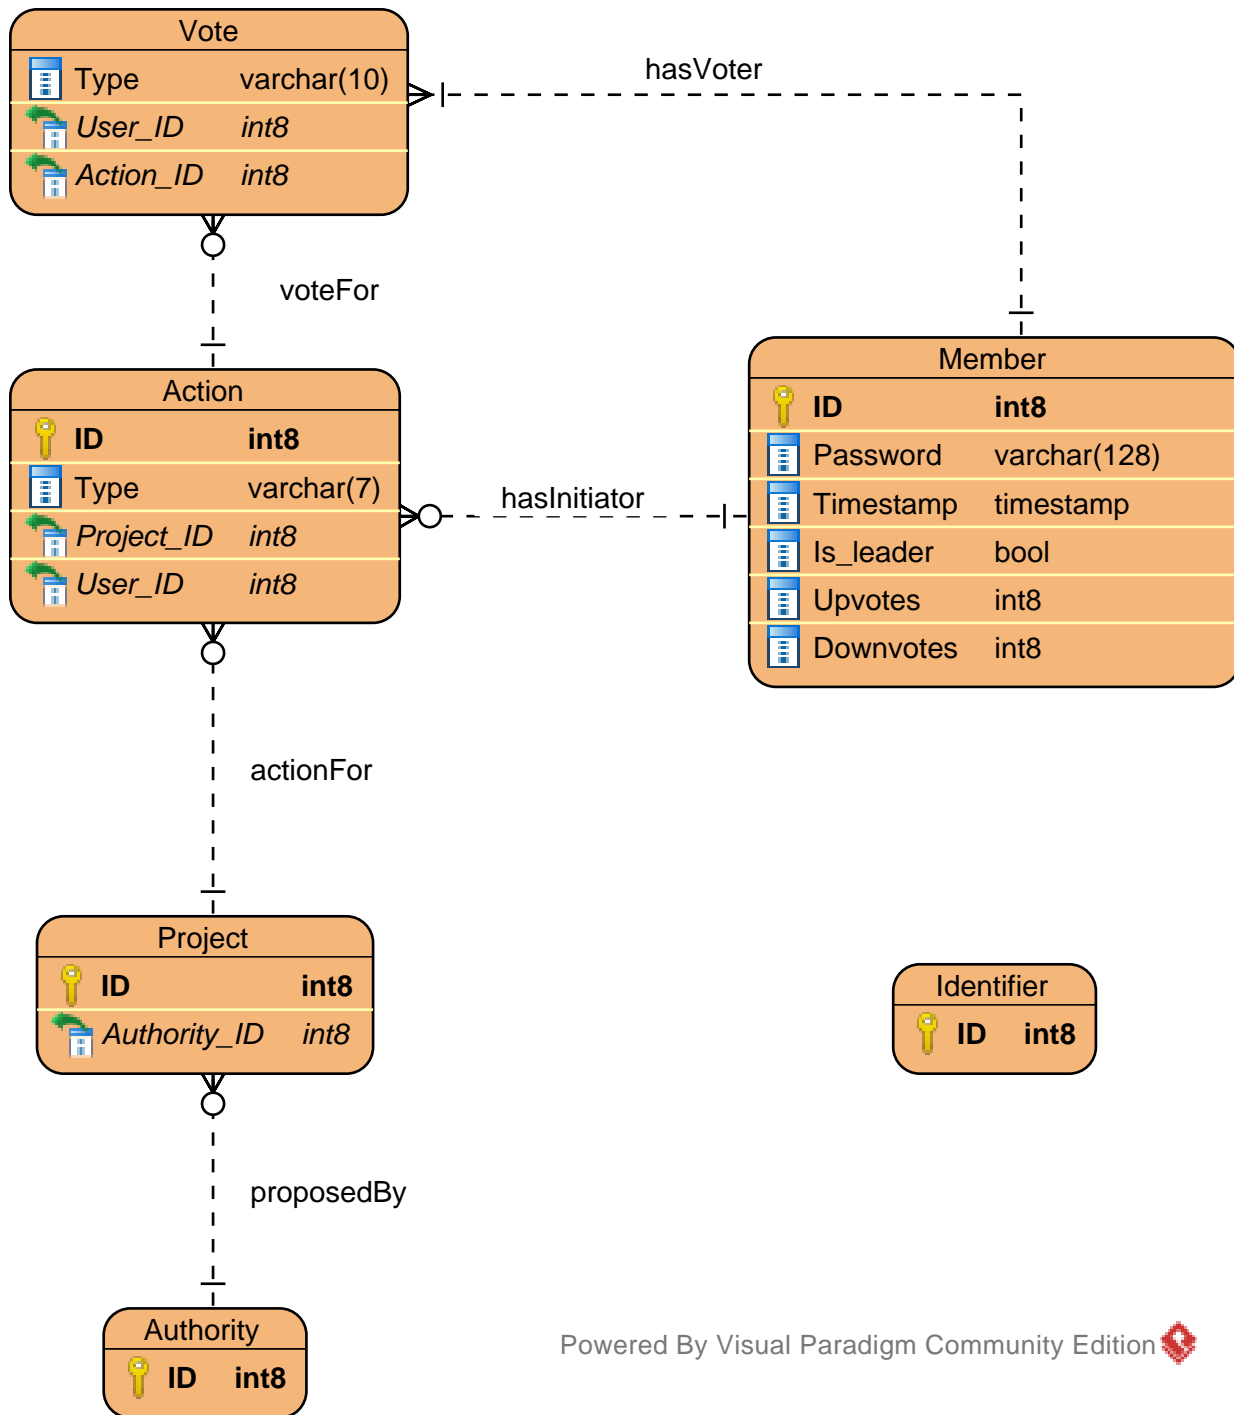 Vote
Type varchar(10)
User_ID int8
Action_ID int8
hasVoter
voteFor
Action
ID int8
Type varchar(7)
Project_ID int8
User_ID int8
hasInitiator
Member
ID int8
Password varchar(128)
Timestamp timestamp
Is_leader bool
Upvotes int8
Downvotes int8
actionFor
Project
ID int8
Authority_ID int8
Identifier
ID int8
proposedBy
Authority
ID int8
Powered By Visual Paradigm Community Edition